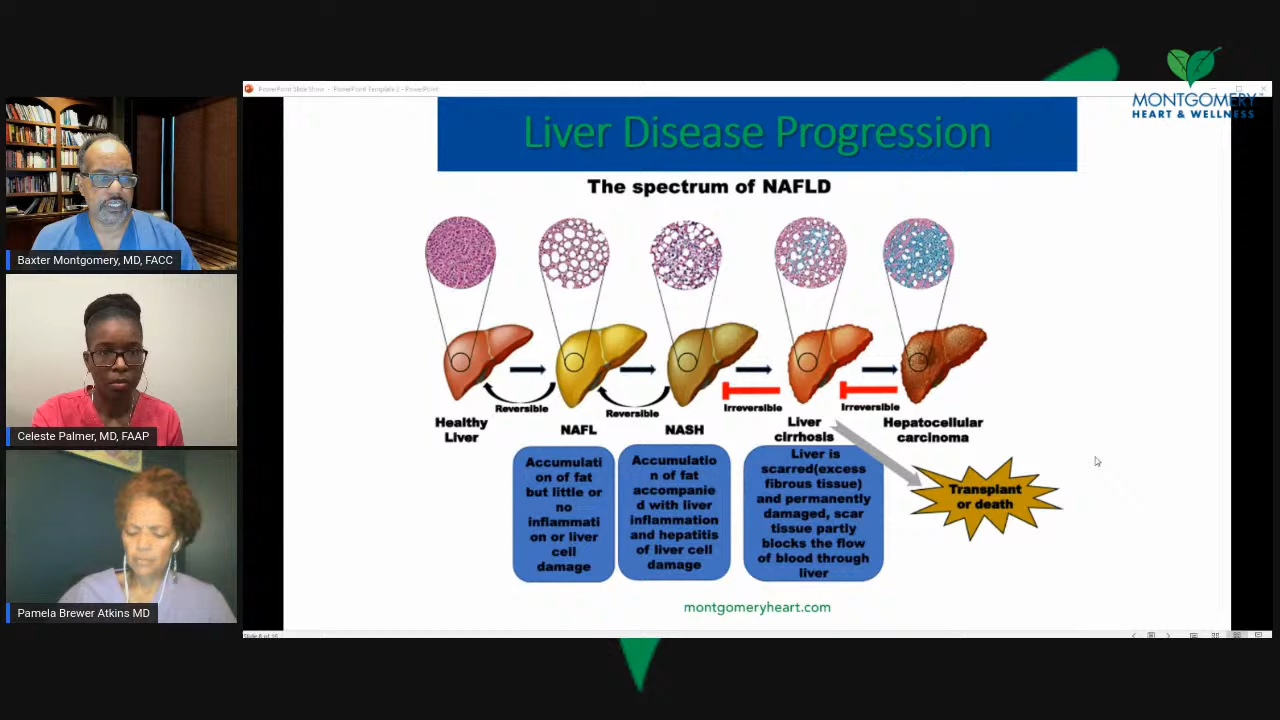 MONTGOMERY
HEART & WELLNESS
PowerPoint Slide Show - PowerPoint Template 2 - PowerPoint
Liver Disease Progression
The spectrum of NAFLD
Baxter Montgomery, MD, FACC
Celeste Palmer, MD, FAAP
Pamela Brewer Atkins MD
Reversible
Reversible
Irreversible
Irreversible
Healthy
Liver
NAFL
NASH
Liver
cirrhosis
Hepatocellular
carcinoma
Accumulati
on of fat
but little or
no
inflammati
on or liver
cell
damage
Accumulatio
n of fat
accompanie
d with liver
inflammation
and hepatitis
of liver cell
damage
Liver is
scarred(excess
fibrous tissue)
and permanently
damaged, scar
tissue partly
blocks the flow
of blood through
liver
Transplant
or death
montgomeryheart.com